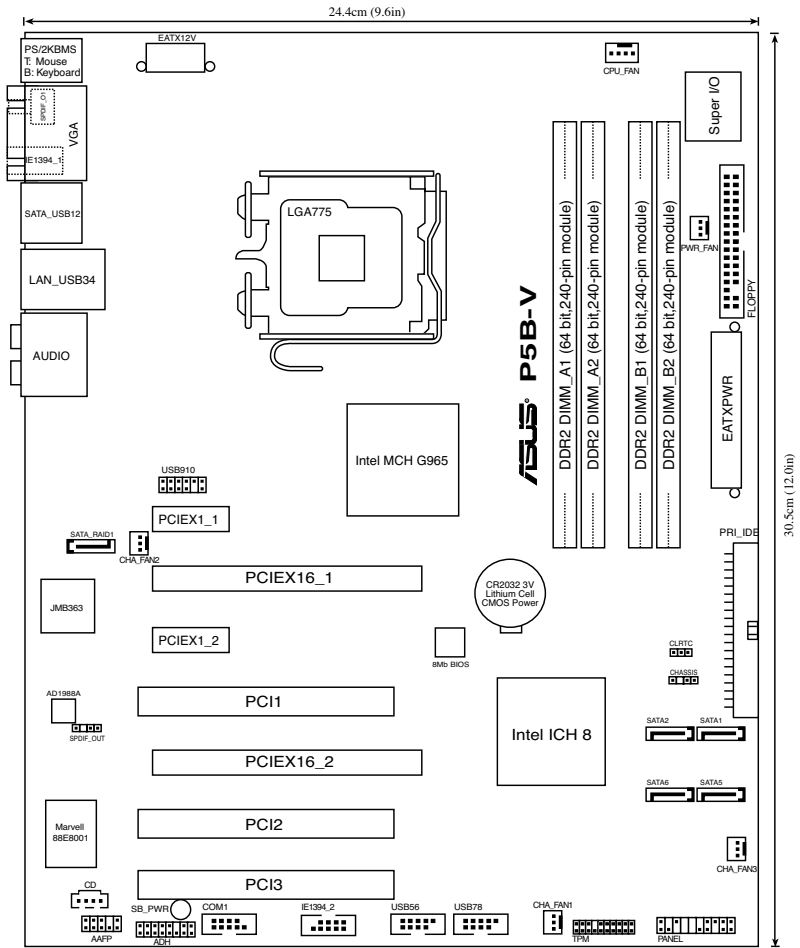 24.4cm (9.6in)
PS/2KBMS
T: Mouse
B: Keyboard
EATX12V
CPU_FAN
Super I/O
SPDIF_O1
VGA
IE1394_1
LGA775
SATA_USB12
PWR_FAN
FLOPPY
LAN_USB34
AUDIO
ASUS P5B-V
DDR2 DIMM_A1 (64 bit,240-pin module)
DDR2 DIMM_A2 (64 bit,240-pin module)
DDR2 DIMM_B1 (64 bit,240-pin module)
DDR2 DIMM_B2 (64 bit,240-pin module)
EATXPWR
30.5cm (12.0in)
Intel MCH G965
USB910
PCIEX1_1
SATA_RAID1
CHA_FAN2
PRI_IDE
PCIEX16_1
CR2032 3V
Lithium Cell
CMOS Power
JMB363
PCIEX1_2
8Mb BIOS
CLRTC
CHASSIS
AD1988A
PCI1
SPDIF_OUT
Intel ICH 8
SATA2
SATA1
PCIEX16_2
SATA6
SATA5
Marvell
88E8001
PCI2
CHA_FAN3
PCI3
CD
SB_PWR
COM1
IE1394_2
USB56
USB78
CHA_FAN1
AAFP
ADH
TPM
PANEL